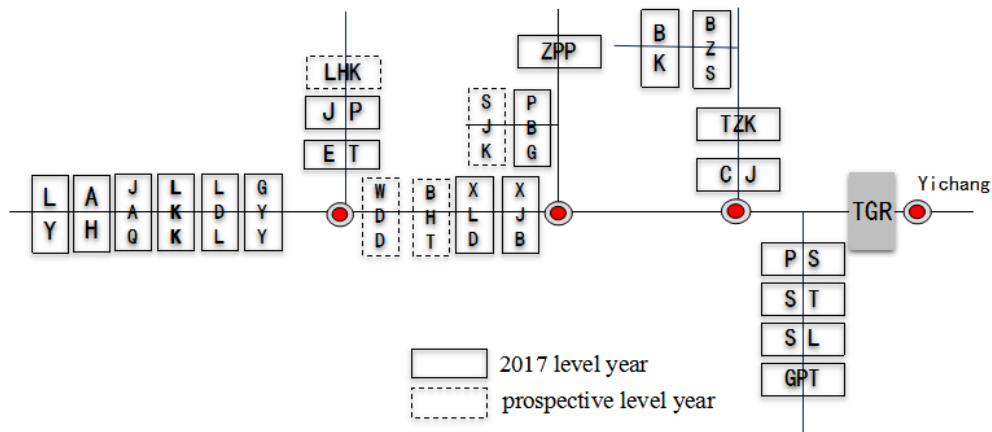 ZPP
B
K
B
Z
S
LHK
J P
E T
S
J
K
P
B
G
TZK
C J
L
Y
A
H
J
A
Q
L
K
K
L
D
L
G
Y
Y
W
D
D
B
H
T
X
L
D
X
J
B
TGR
Yichang
P S
S T
S L
GPT
2017 level year
prospective level year